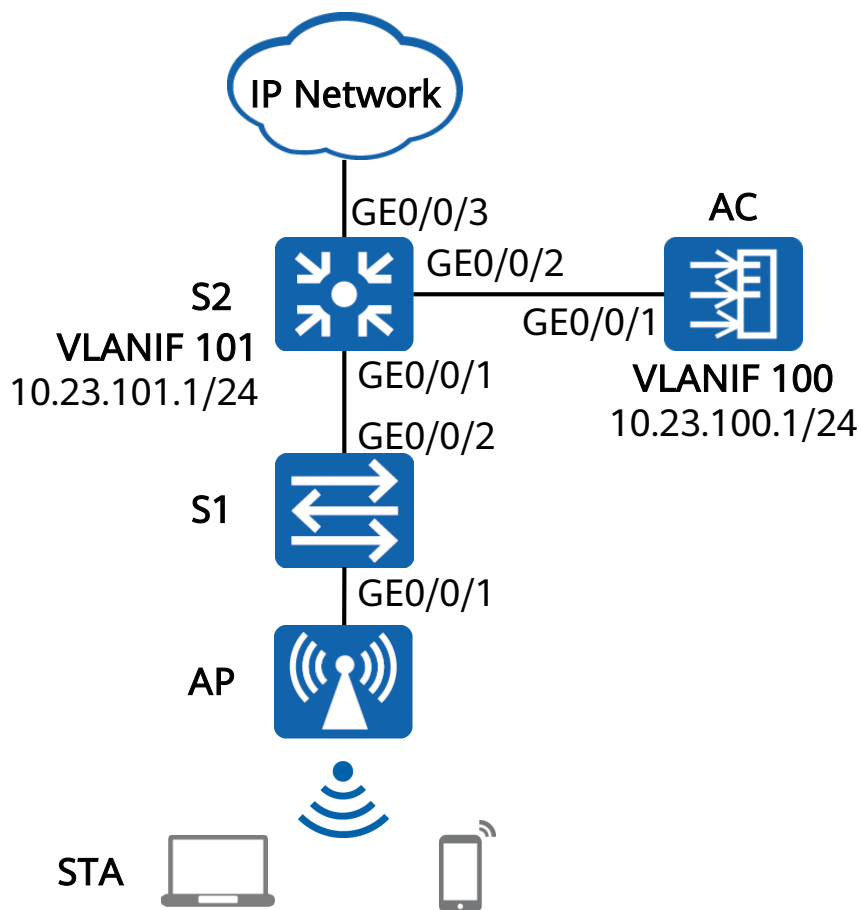 IP Network
GE0/0/3
AC
GE0/0/2
S2
GE0/0/1
VLANIF 101
10.23.101.1/24
GE0/0/1
VLANIF 100
10.23.100.1/24
GE0/0/2
S1
GE0/0/1
AP
STA